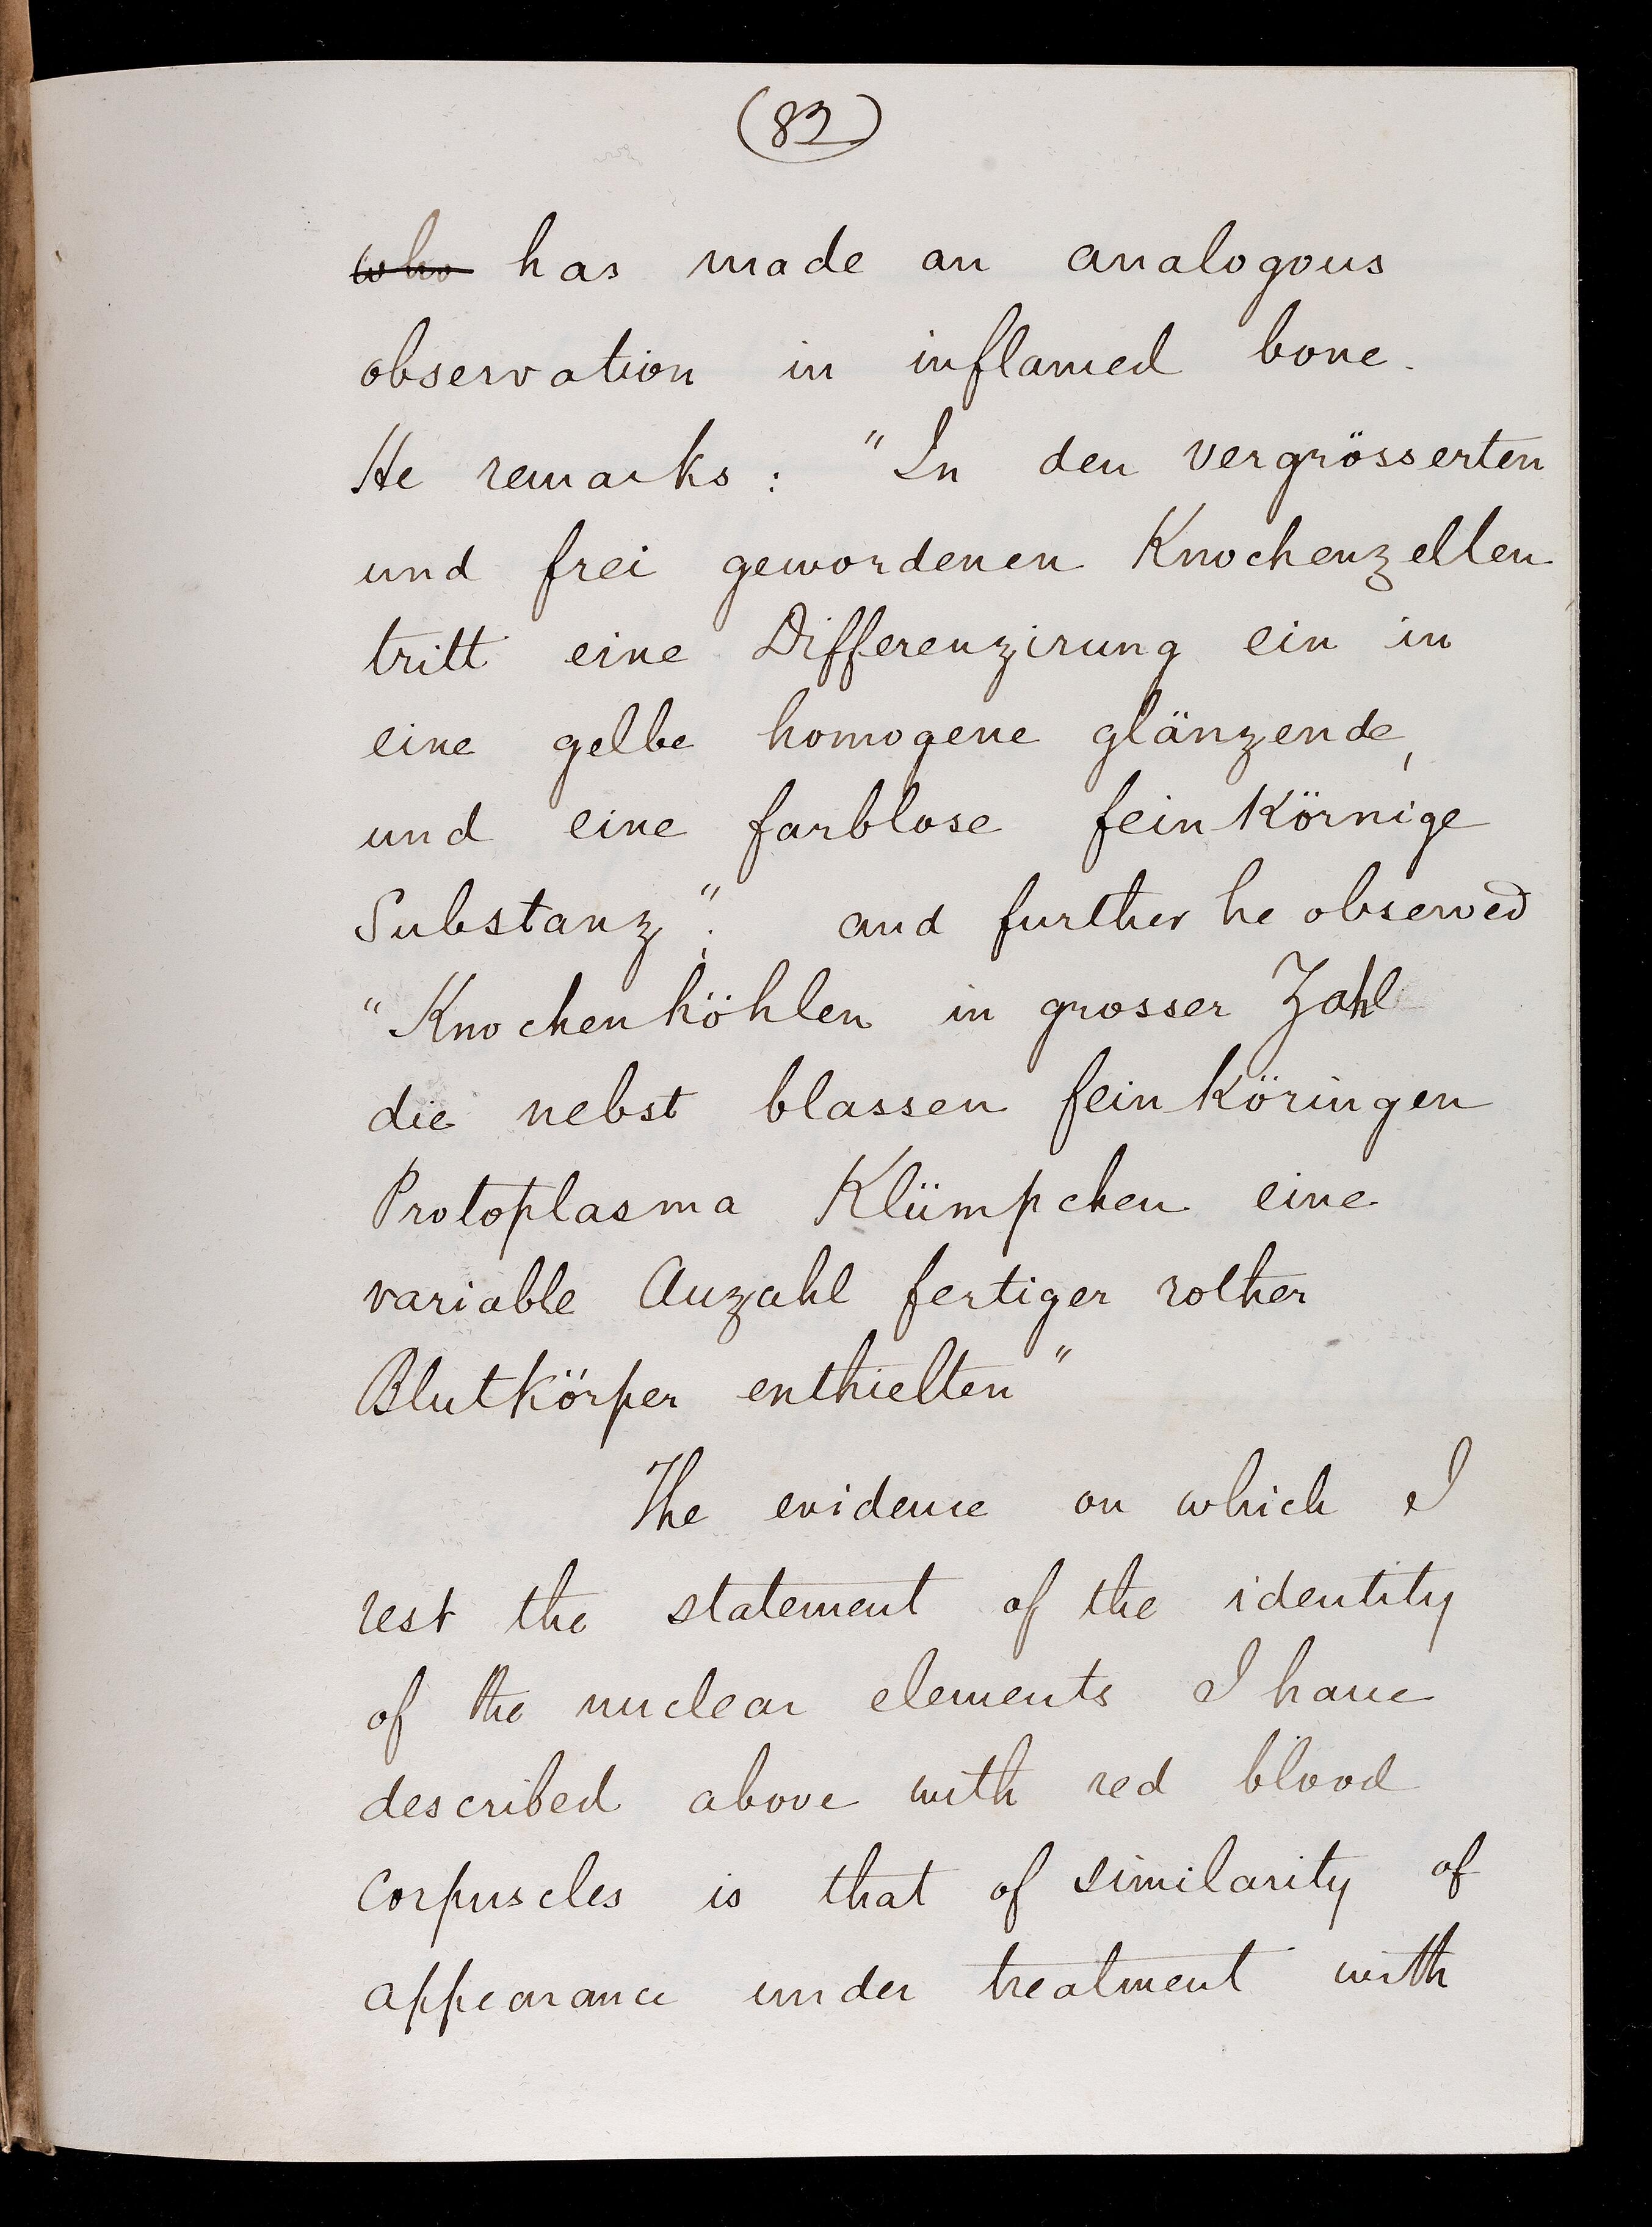 (82)
who has made an analogous
observation in inflamed bone.
He remarks: "In den vergrösserten
und frei gewordenen Knochenzellen
tritt eine Differenzirung ein in
eine gelbe homogene glänzende,
und eine farblose feinkörnige
Substanz"; and further he observed
"Knochenhöhlen in grosser Zahl
die nebst blassen feinköringen
Protoplasma Klümpchen eine
variable Anzahl fertiger rother
Blutkörper enthielten"
The evidence on which I
rest the statement of the identity
of the nuclear elements I have
described above with red blood
corpuscles is that of similarity of
appearance under treatment with